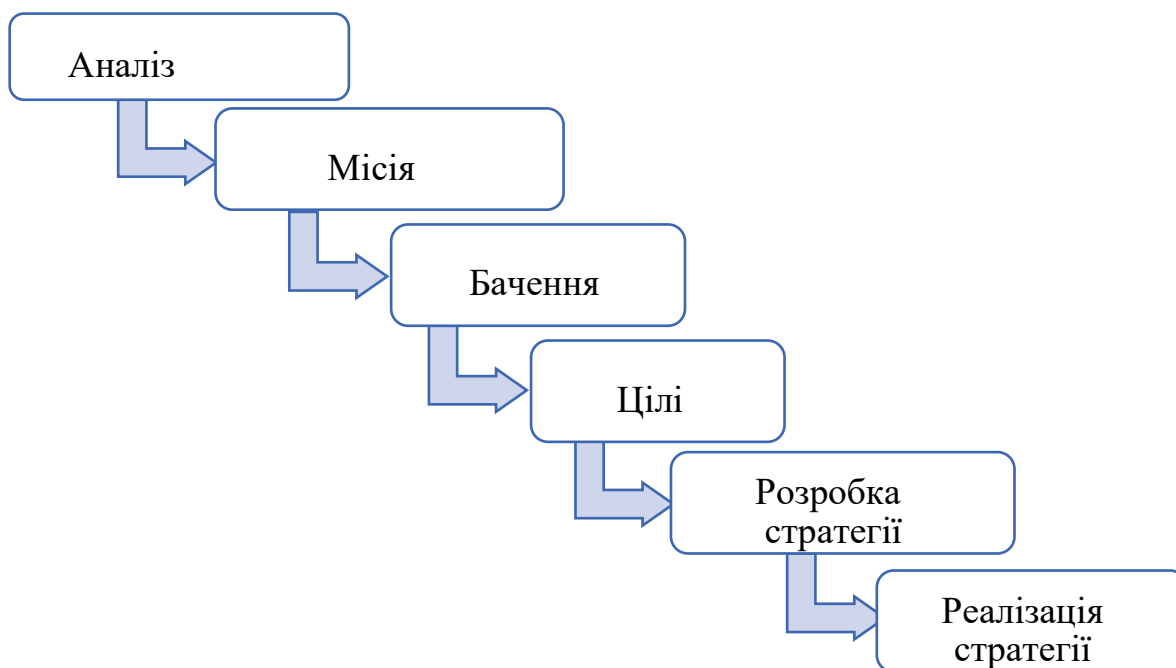 Аналіз
Місія
Бачення
Цілі
Розробка
стратегії
Реалізація
стратегії